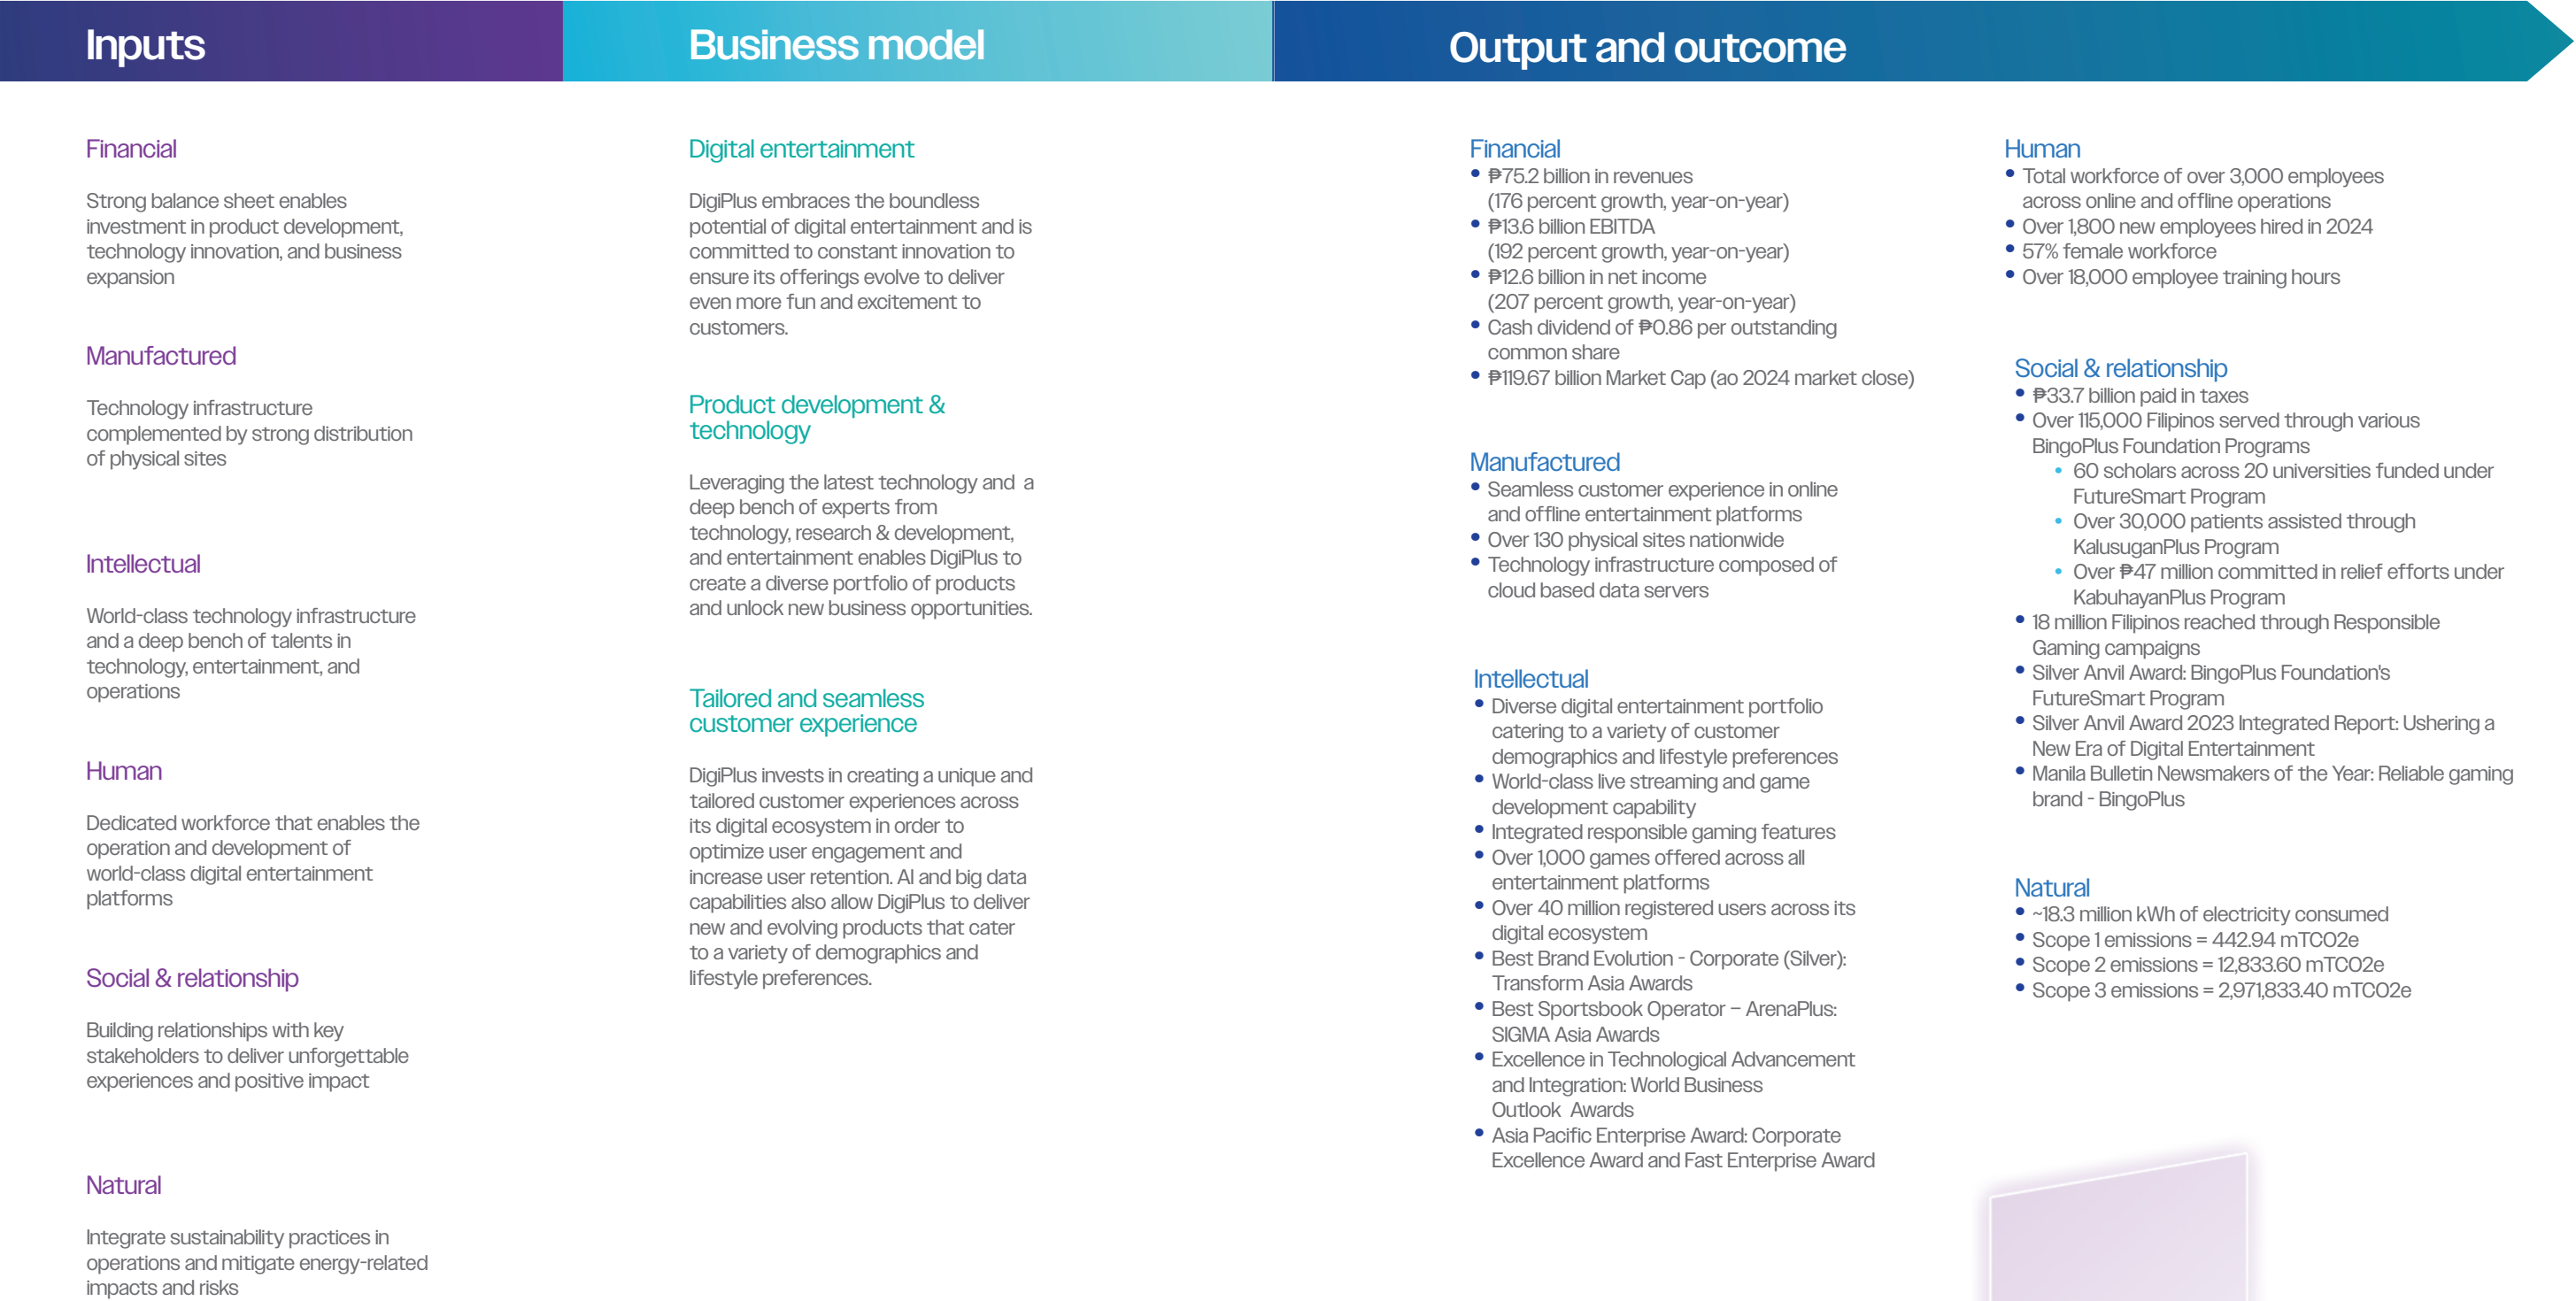 Inputs
Business model
Output and outcome
Financial
Strong balance sheet enables
investment in product development,
technology innovation, and business
expansion
Manufactured
Technology infrastructure
complemented by strong distribution
of physical sites
Intellectual
World-class technology infrastructure
and a deep bench of talents in
technology, entertainment, and
operations
Human
Dedicated workforce that enables the
operation and development of
world-class digital entertainment
platforms
Social & relationship
Building relationships with key
stakeholders to deliver unforgettable
experiences and positive impact
Natural
Integrate sustainability practices in
operations and mitigate energy-related
impacts and risks
Digital entertainment
DigiPlus embraces the boundless
potential of digital entertainment and is
committed to constant innovation to
ensure its offerings evolve to deliver
even more fun and excitement to
customers.
Product development &
technology
Leveraging the latest technology and a
deep bench of experts from
technology, research & development,
and entertainment enables DigiPlus to
create a diverse portfolio of products
and unlock new business opportunities.
Tailored and seamless
customer experience
DigiPlus invests in creating a unique and
tailored customer experiences across
its digital ecosystem in order to
optimize user engagement and
increase user retention. AI and big data
capabilities also allow DigiPlus to deliver
new and evolving products that cater
to a variety of demographics and
lifestyle preferences.
Financial
• ₱75.2 billion in revenues
(176 percent growth, year-on-year)
• ₱13.6 billion EBITDA
(192 percent growth, year-on-year)
• ₱12.6 billion in net income
(207 percent growth, year-on-year)
• Cash dividend of ₱0.86 per outstanding
common share
• ₱119.67 billion Market Cap (ao 2024 market close)
Manufactured
• Seamless customer experience in online
and offline entertainment platforms
• Over 130 physical sites nationwide
• Technology infrastructure composed of
cloud based data servers
Intellectual
• Diverse digital entertainment portfolio
catering to a variety of customer
demographics and lifestyle preferences
• World-class live streaming and game
development capability
• Integrated responsible gaming features
• Over 1,000 games offered across all
entertainment platforms
• Over 40 million registered users across its
digital ecosystem
• Best Brand Evolution - Corporate (Silver):
Transform Asia Awards
• Best Sportsbook Operator – ArenaPlus:
SIGMA Asia Awards
• Excellence in Technological Advancement
and Integration: World Business
Outlook Awards
• Asia Pacific Enterprise Award: Corporate
Excellence Award and Fast Enterprise Award
Human
• Total workforce of over 3,000 employees
across online and offline operations
• Over 1,800 new employees hired in 2024
• 57% female workforce
• Over 18,000 employee training hours
Social & relationship
• ₱33.7 billion paid in taxes
• Over 115,000 Filipinos served through various
BingoPlus Foundation Programs
• 60 scholars across 20 universities funded under
FutureSmart Program
• Over 30,000 patients assisted through
KalusuganPlus Program
• Over ₱47 million committed in relief efforts under
KabuhayanPlus Program
• 18 million Filipinos reached through Responsible
Gaming campaigns
• Silver Anvil Award: BingoPlus Foundation's
FutureSmart Program
• Silver Anvil Award 2023 Integrated Report: Ushering a
New Era of Digital Entertainment
• Manila Bulletin Newsmakers of the Year: Reliable gaming
brand - BingoPlus
Natural
• ~18.3 million kWh of electricity consumed
• Scope 1 emissions = 442.94 mTCO2e
• Scope 2 emissions = 12,833.60 mTCO2e
• Scope 3 emissions = 2,971,833.40 mTCO2e